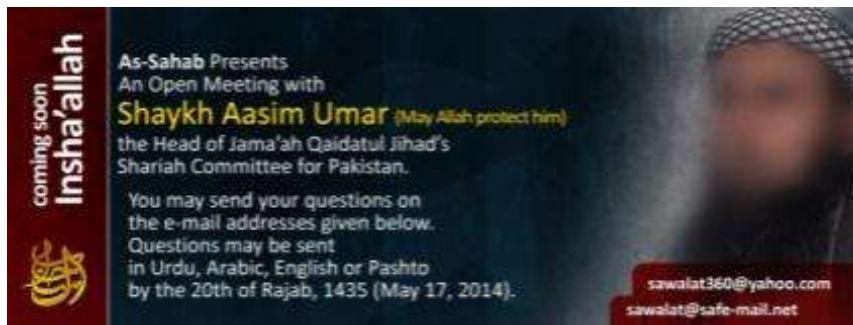 coming soon
Insha'allah
As-Sahab Presents
An Open Meeting with
Shaykh Aasim Umar (May Allah protect him)
the Head of Jama'ah Qaidatul Jihad's
Shariah Committee for Pakistan.
You may send your questions on
the e-mail addresses given below.
Questions may be sent
in Urdu, Arabic, English or Pashto
by the 20th of Rajab, 1435 (May 17, 2014).
sawalat360@yahoo.com
sawalat@safe-mail.net